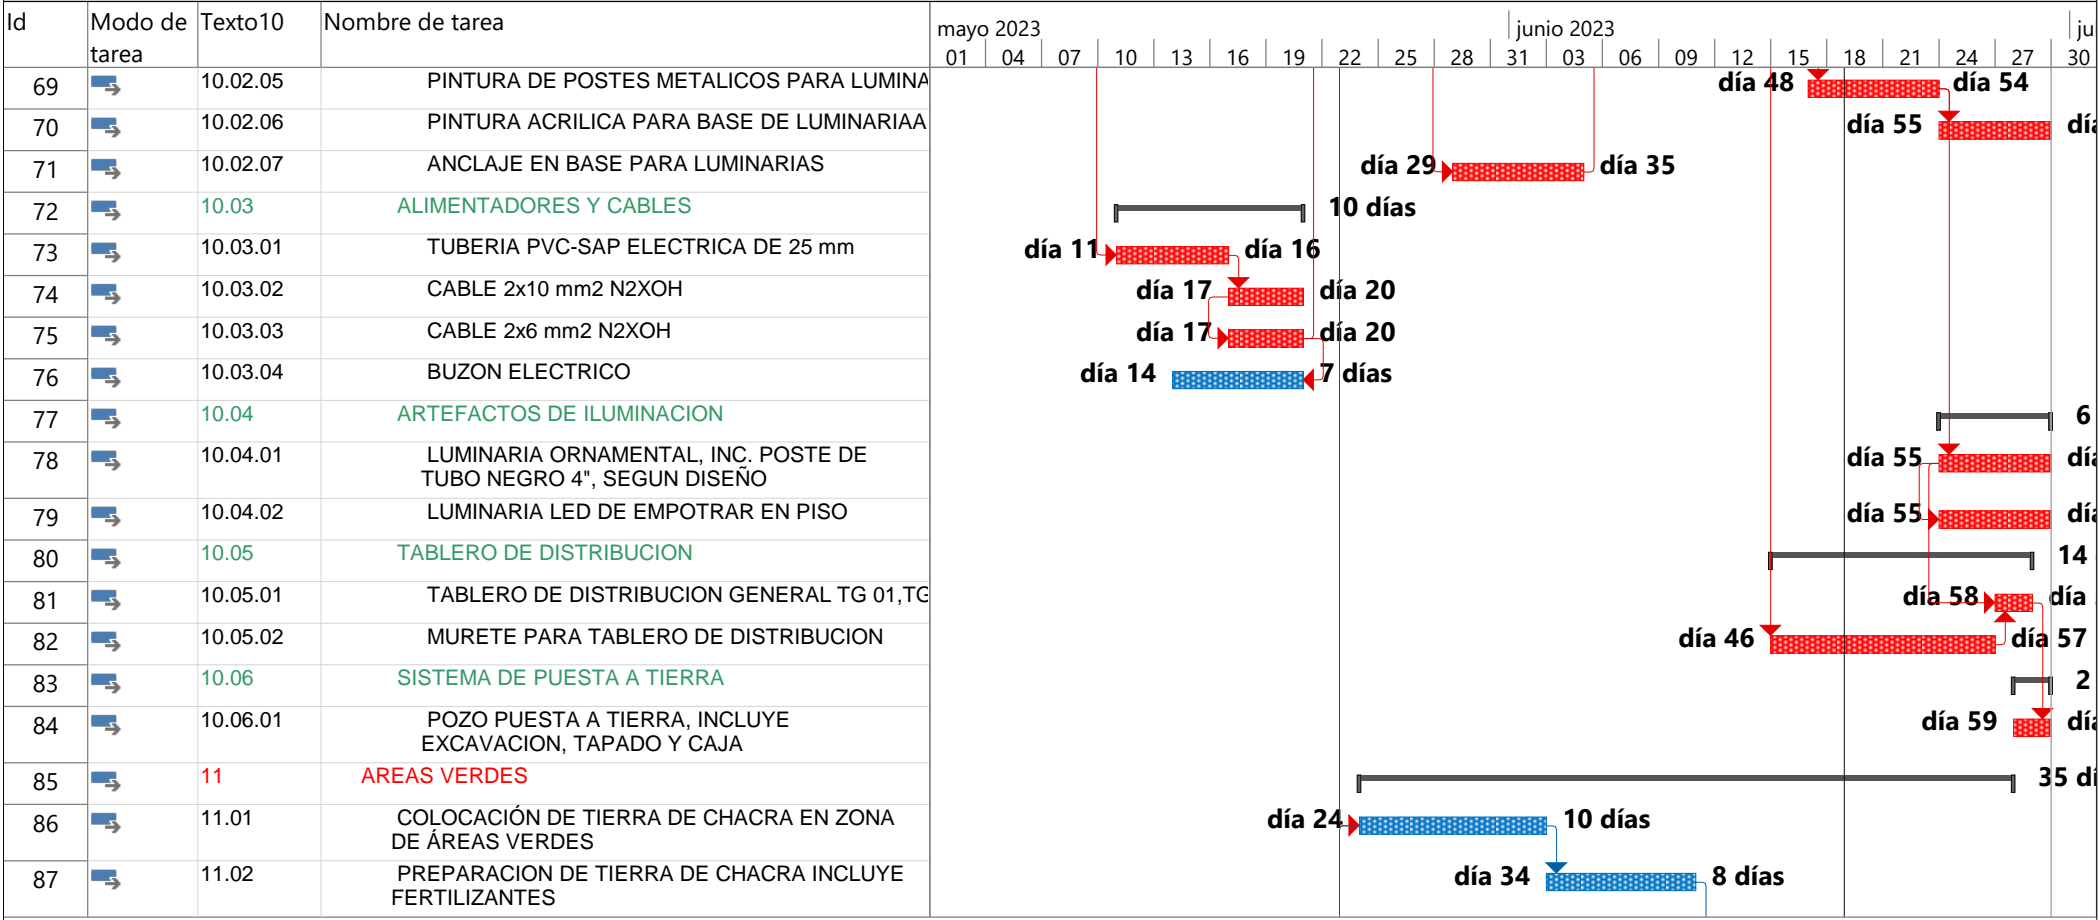 Id Modo de tarea Texto10 Nombre de tarea
mayo 2023 junio 2023 ju
01 04 07 10 13 16 19 22 25 28 31 03 06 09 12 15 18 21 24 27 30
69 10.02.05 PINTURA DE POSTES METALICOS PARA LUMINA día 48 día 54
70 10.02.06 PINTURA ACRILICA PARA BASE DE LUMINARIAA día 55 día
71 10.02.07 ANCLAJE EN BASE PARA LUMINARIAS día 29 día 35
72 10.03 ALIMENTADORES Y CABLES 10 días
73 10.03.01 TUBERIA PVC-SAP ELECTRICA DE 25 mm día 11 día 16
74 10.03.02 CABLE 2x10 mm2 N2XOH día 17 día 20
75 10.03.03 CABLE 2x6 mm2 N2XOH día 17 día 20
76 10.03.04 BUZON ELECTRICO día 14 7 días
77 10.04 ARTEFACTOS DE ILUMINACION 6
78 10.04.01 LUMINARIA ORNAMENTAL, INC. POSTE DE
TUBO NEGRO 4", SEGUN DISEÑO día 55 día
79 10.04.02 LUMINARIA LED DE EMPOTRAR EN PISO día 55 día
80 10.05 TABLERO DE DISTRIBUCION 14
81 10.05.01 TABLERO DE DISTRIBUCION GENERAL TG 01,TG día 58 día
82 10.05.02 MURETE PARA TABLERO DE DISTRIBUCION día 46 día 57
83 10.06 SISTEMA DE PUESTA A TIERRA 2
84 10.06.01 POZO PUESTA A TIERRA, INCLUYE
EXCAVACION, TAPADO Y CAJA día 59 día
85 11 AREAS VERDES 35 dí
86 11.01 COLOCACIÓN DE TIERRA DE CHACRA EN ZONA
DE ÁREAS VERDES día 24 10 días
87 11.02 PREPARACION DE TIERRA DE CHACRA INCLUYE
FERTILIZANTES día 34 8 días